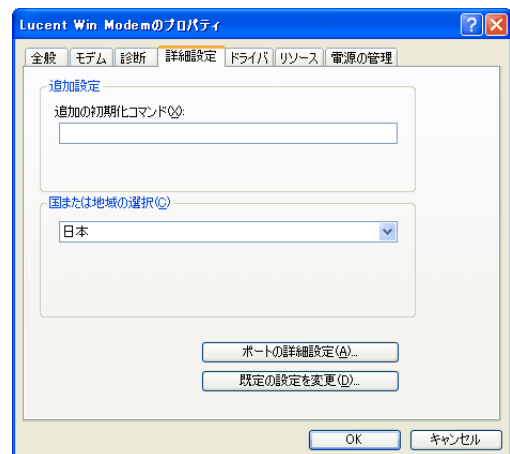 Lucent Win Modemのプロパティ
全般 モデム 診断 詳細設定 ドライバ リソース 電源の管理
追加設定
追加の初期化コマンド(X):
国または地域の選択(C)
日本
ポートの詳細設定(A)...
既定の設定を変更(D)...
OK キャンセル